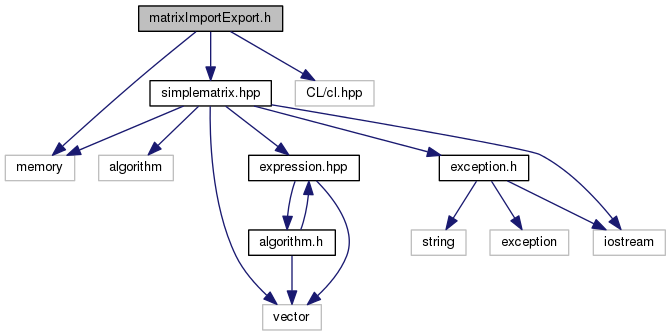 matrixImportExport.h
simplematrix.hpp
CL/cl.hpp
memory
algorithm
expression.hpp
exception.h
algorithm.h
string
exception
iostream
vector